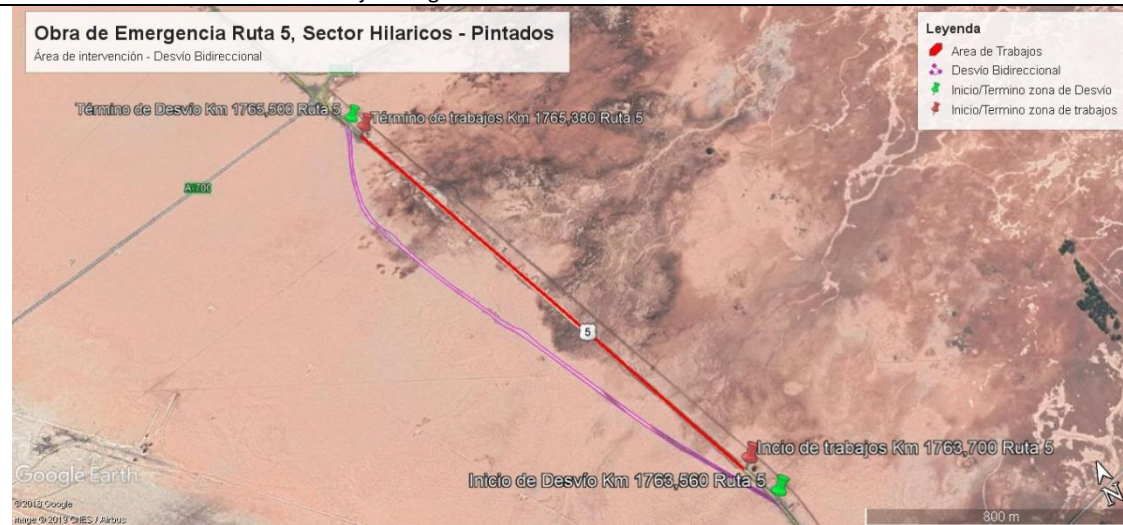 Obra de Emergencia Ruta 5, Sector Hilaricos - Pintados
Área de intervención - Desvío Bidireccional
Leyenda
Area de Trabajos
Desvío Bidireccional
Inicio/Termino zona de Desvío
Inicio/Termino zona de trabajos
Término de Desvío Km 1765,500 Ruta 5
Término de trabajos Km 1765,380 Ruta 5
A-700
5
Incio de trabajos Km 1763,700 Ruta 5
Inicio de Desvío Km 1763,560 Ruta 5
Google Earth
©2018 Google
Image © 2019 CNES / Airbus
N
800 m